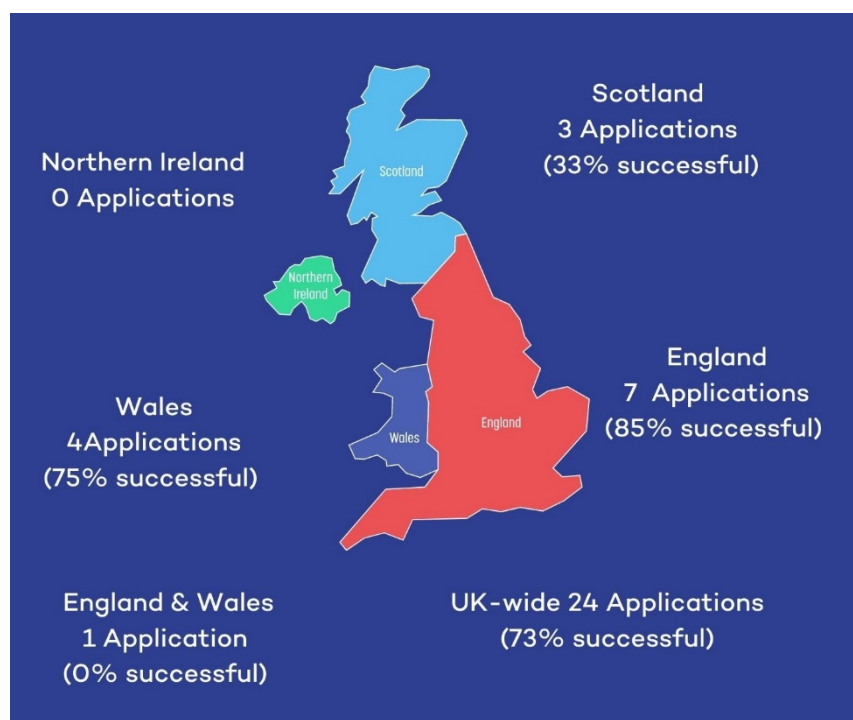 Scotland
3 Applications
(33% successful)
Northern Ireland
0 Applications
Scotland
Northern
Ireland
England
7 Applications
(85% successful)
Wales
4Applications
(75% successful)
Wales
England
England & Wales
1 Application
(0% successful)
UK-wide 24 Applications
(73% successful)